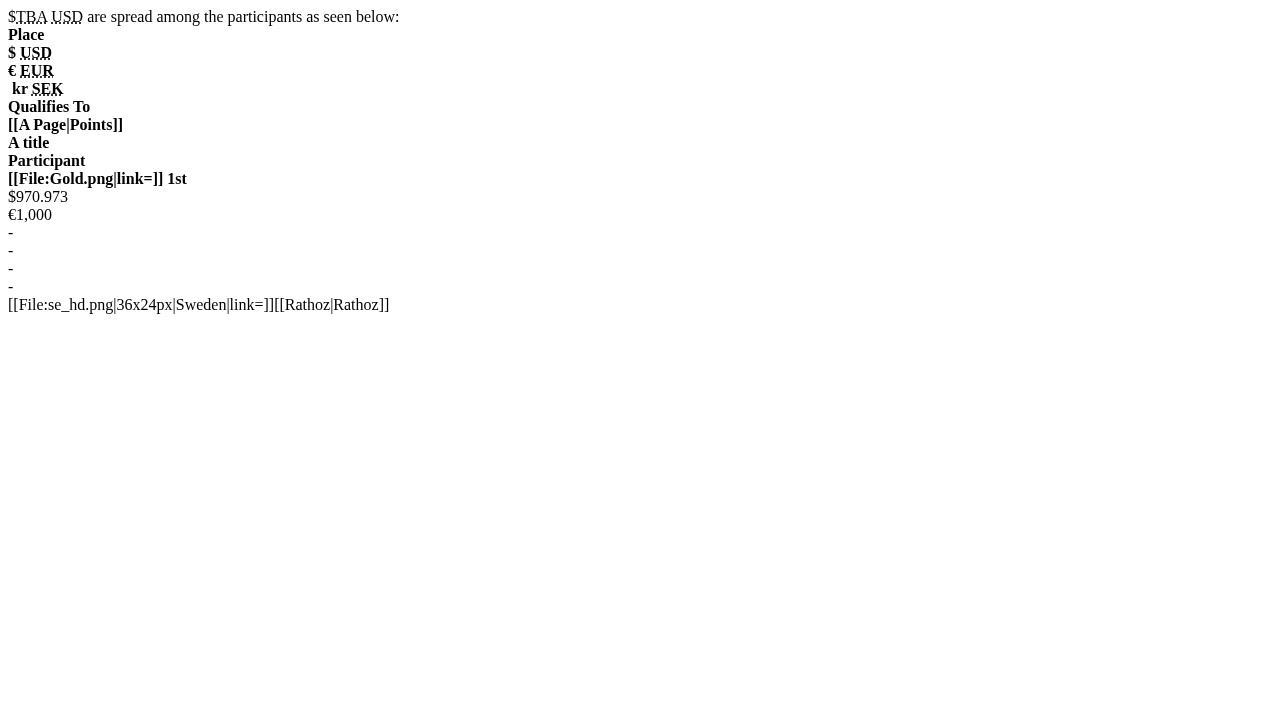 $TBA USD are spread among the participants as seen below:
Place
$ USD
€ EUR
kr SEK
Qualifies To
[[A Page|Points]]
A title
Participant
[[File:Gold.png|link=]] 1st
$970.973
€1,000
-
-
-
-
[[File:se_hd.png|36x24px|Sweden|link=]][[Rathoz|Rathoz]]